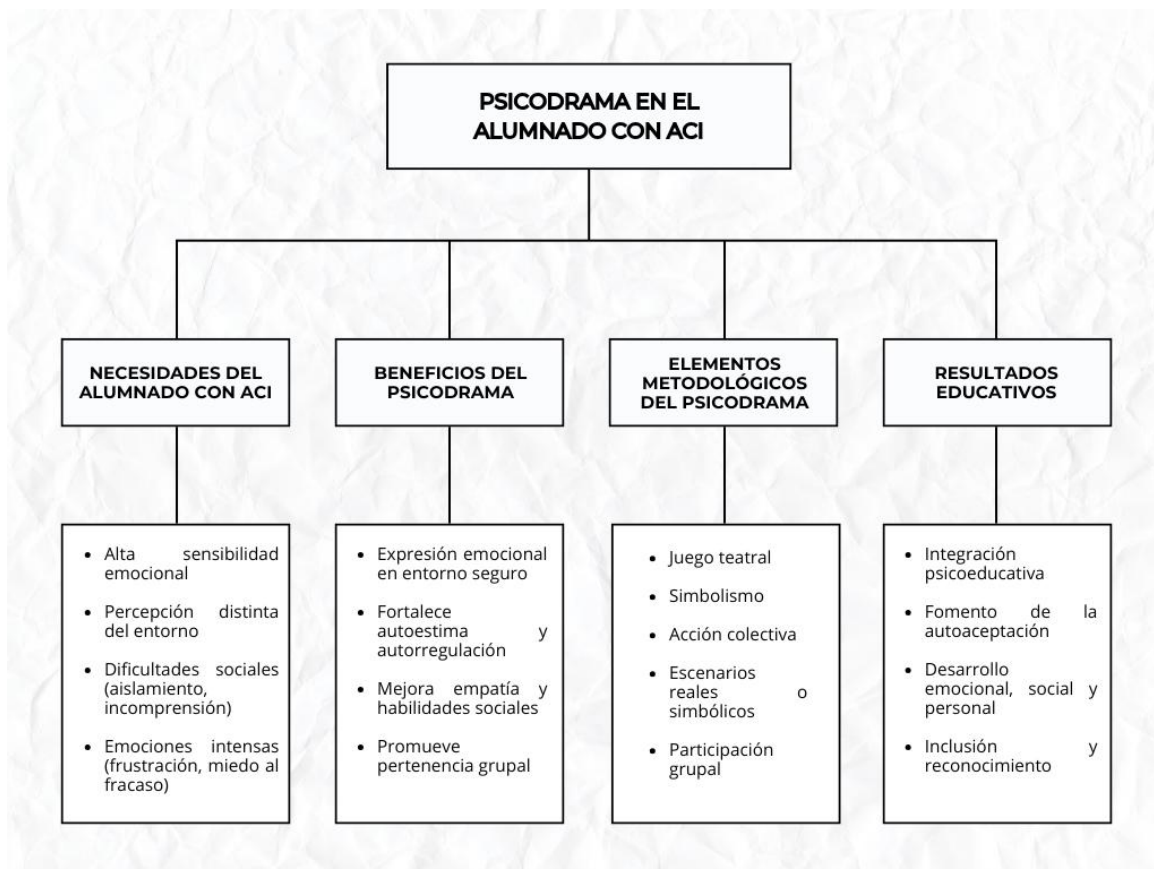 PSICODRAMA EN EL
ALUMNADO CON ACI
NECESIDADES DEL
ALUMNADO CON ACI
• Alta sensibilidad
emocional
• Percepción distinta
del entorno
• Dificultades sociales
(aislamiento,
incomprensión)
• Emociones intensas
(frustración, miedo al
fracaso)
BENEFICIOS DEL
PSICODRAMA
• Expresión emocional
en entorno seguro
• Fortalece
autoestima y
autorregulación
• Mejora empatía y
habilidades sociales
• Promueve
pertenencia grupal
ELEMENTOS
METODOLÓGICOS
DEL PSICODRAMA
• Juego teatral
• Simbolismo
• Acción colectiva
• Escenarios
reales o
simbólicos
• Participación
grupal
RESULTADOS
EDUCATIVOS
• Integración
psicoeducativa
• Fomento de la
autoaceptación
• Desarrollo
emocional, social y
personal
• Inclusión y
reconocimiento